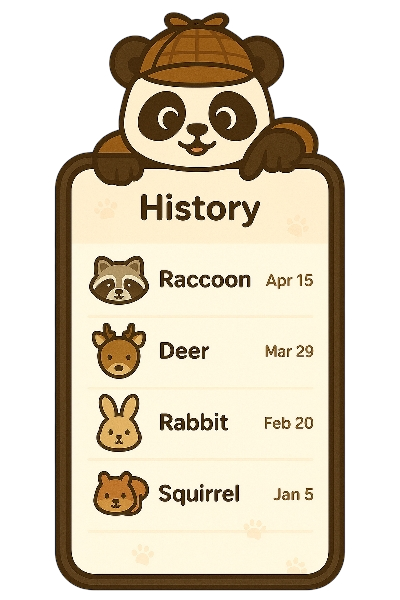 History
Raccoon Apr 15
Deer Mar 29
Rabbit Feb 20
Squirrel Jan 5